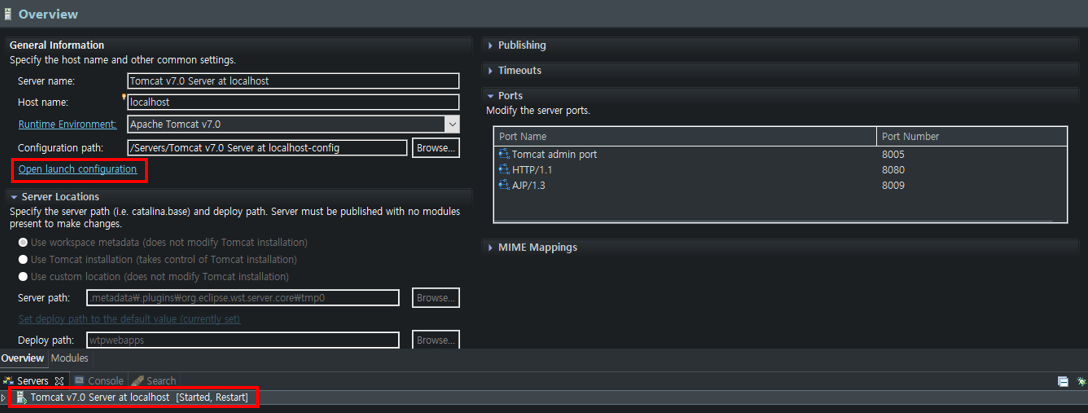 Overview
General Information
Specify the host name and other common settings.
Server name:
Tomcat v7.0 Server at localhost
Host name:
localhost
Runtime Environment:
Apache Tomcat v7.0
Configuration path:
/Servers/Tomcat v7.0 Server at localhost-config
Browse...
Open launch configuration
Server Locations
Specify the server path (i.e. catalina.base) and deploy path. Server must be published with no modules
present to make changes.
Use workspace metadata (does not modify Tomcat installation)
Use Tomcat installation (takes control of Tomcat installation)
Use custom location (does not modify Tomcat installation)
Server path:
.metadata₩.plugins₩org.eclipse.wst.server.core₩tmp0
Browse...
Set deploy path to the default value (currently set)
Deploy path:
wtpwebapps
Browse...
Publishing
Timeouts
Ports
Modify the server ports.
Port Name Port Number
Tomcat admin port 8005
HTTP/1.1 8080
AJP/1.3 8009
MIME Mappings
Overview Modules
Servers Console Search
Tomcat v7.0 Server at localhost [Started, Restart]